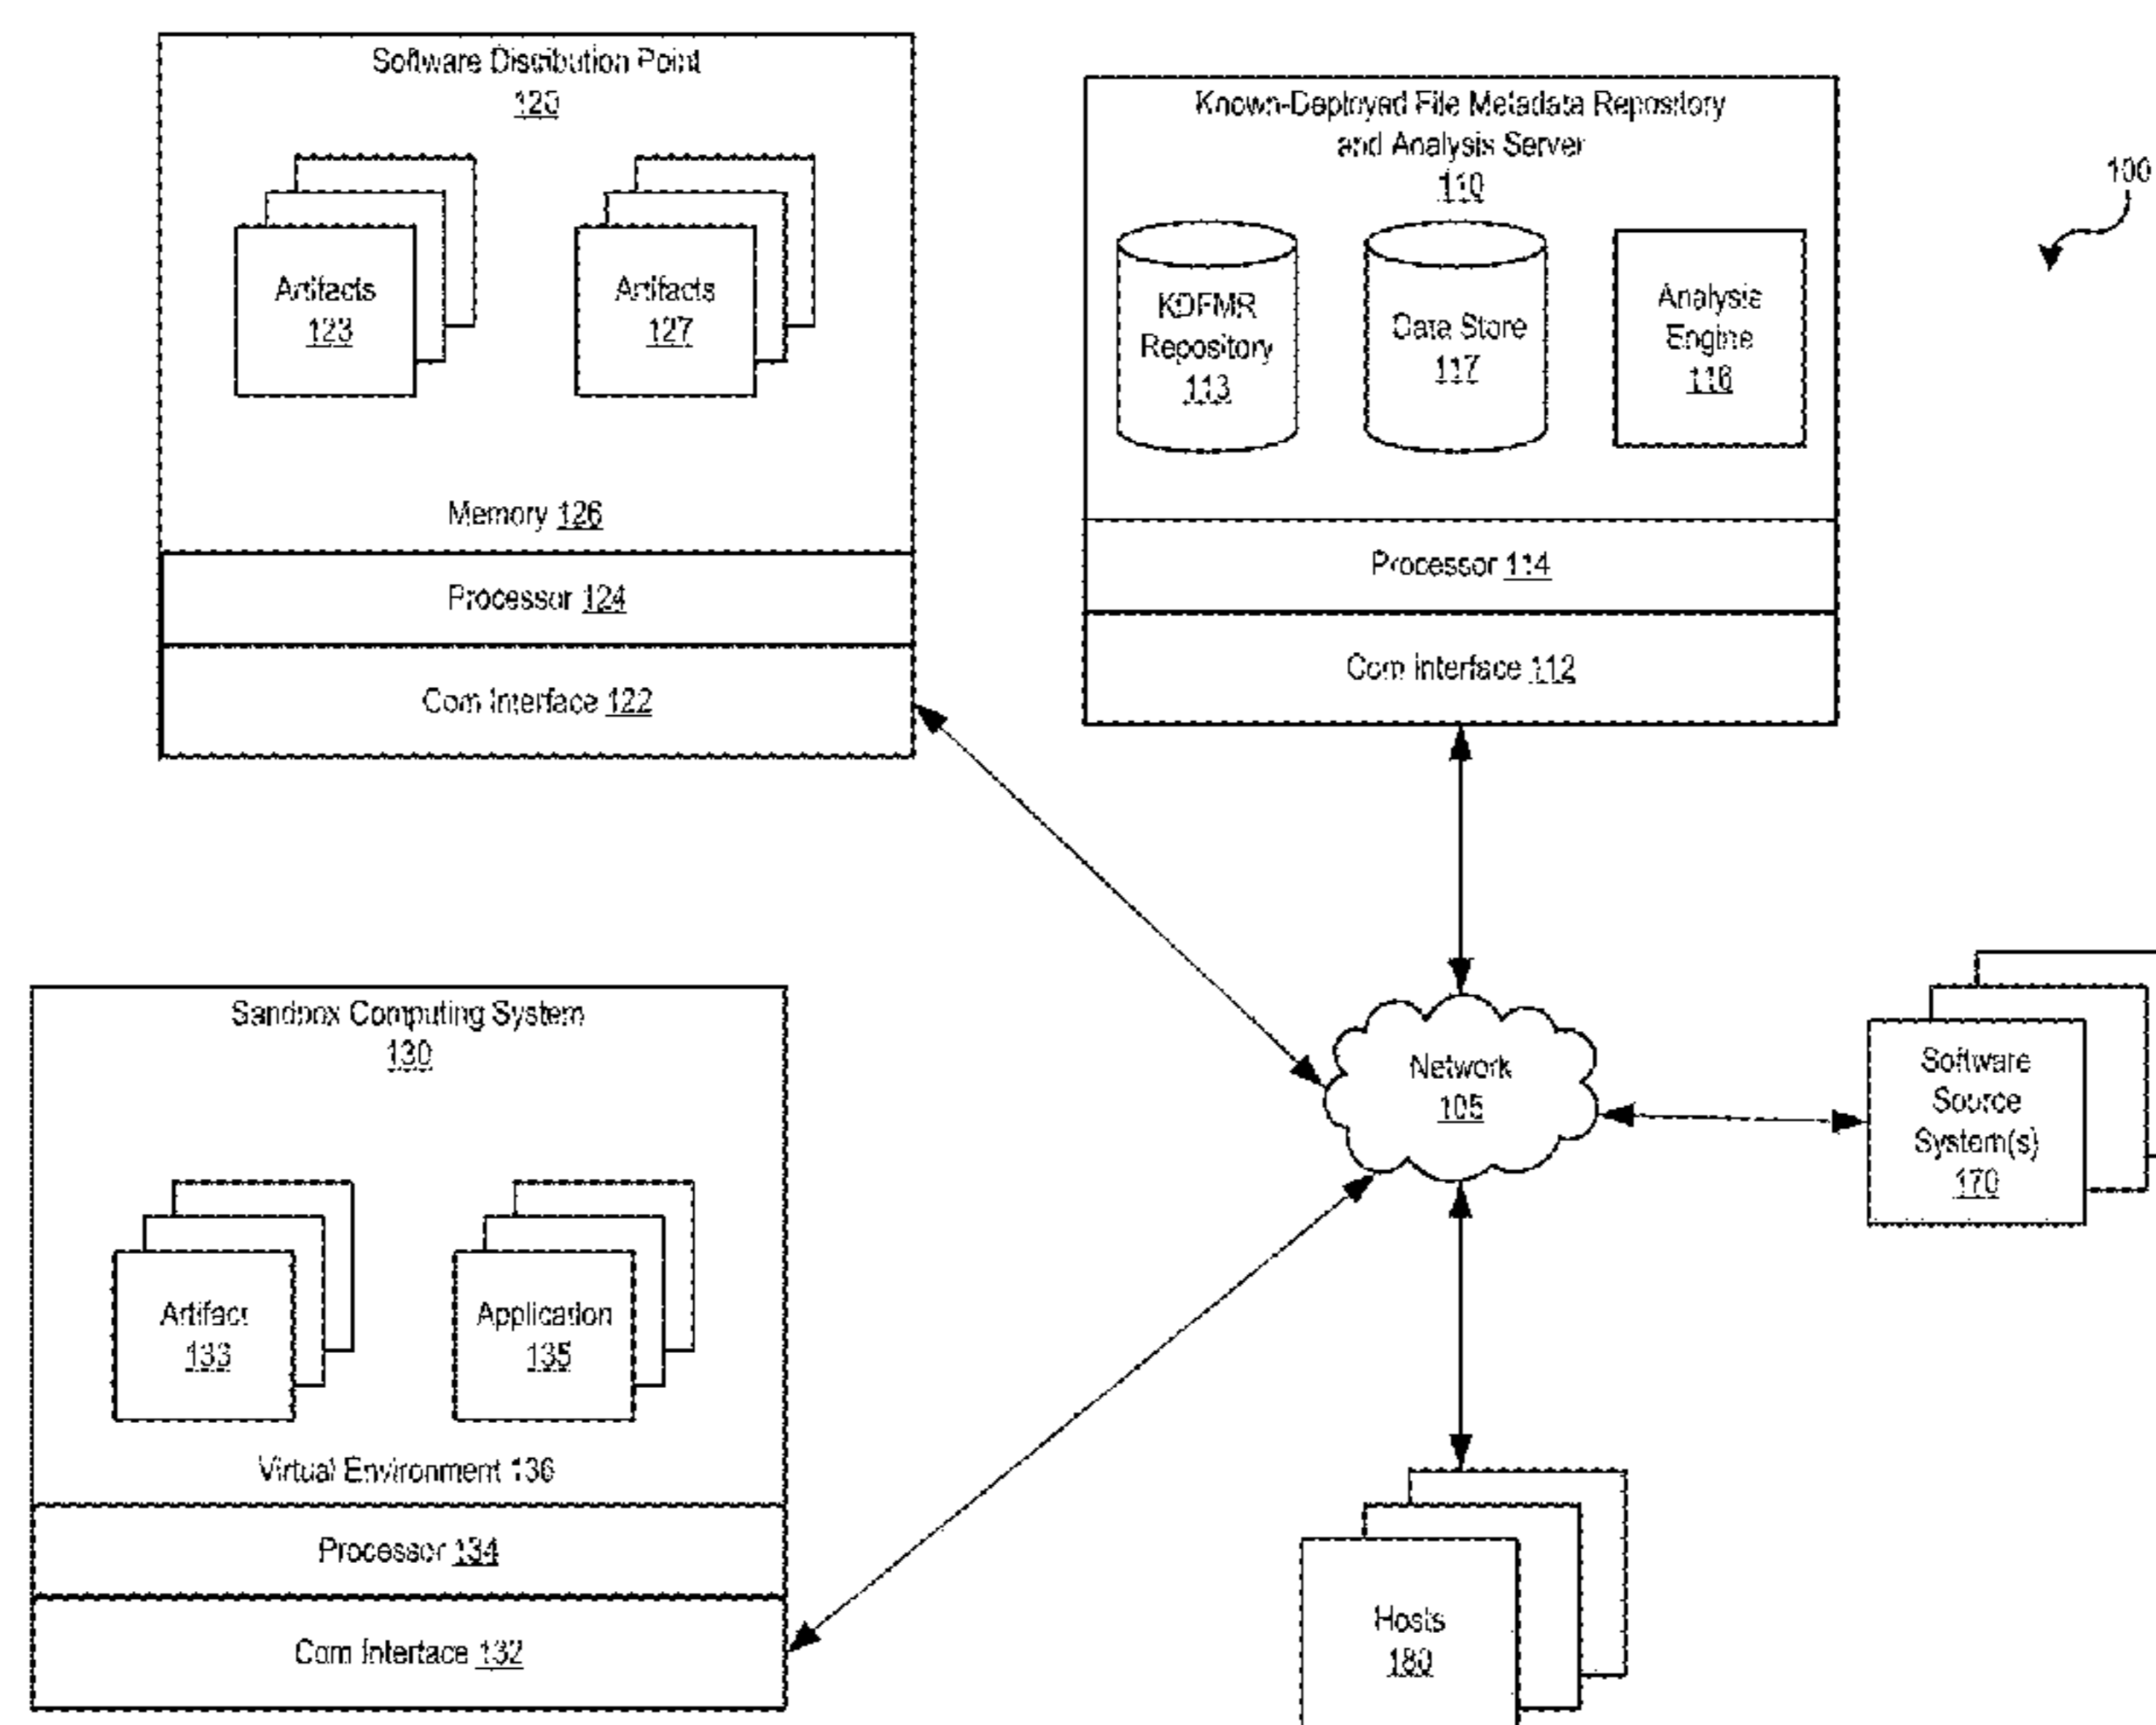 Software Distribution Point
120
Artifacts
123
Artifacts
127
Memory 126
Processor 124
Com Interface 122
Known-Deployed File Metadata Repository
and Analysis Server
110
KDFMR
Repository
113
Data Store
117
Analysis
Engine
116
Processor 114
Com Interface 112
100
Sandbox Computing System
130
Artifact
133
Application
135
Virtual Environment 136
Processor 134
Com Interface 132
Network
105
Software
Source
System(s)
170
Hosts
180